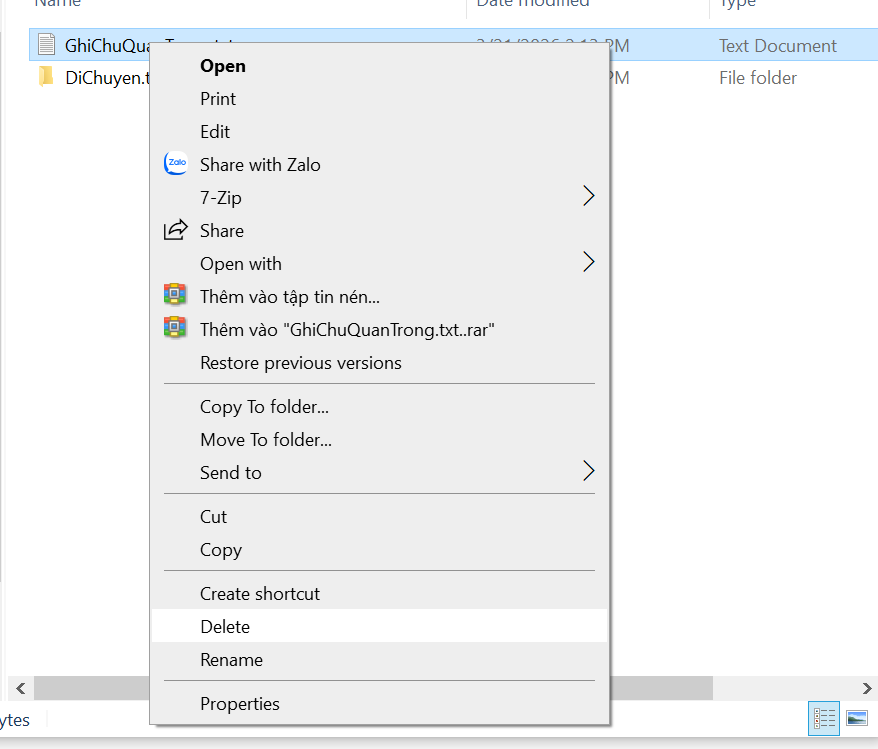 Name Date modified Type
Text Document
File folder
Open
Print
Edit
Zalo Share with Zalo
7-Zip
Share
Open with
Thêm vào tập tin nén...
Thêm vào "GhiChuQuanTrong.txt..rar"
Restore previous versions
Copy To folder...
Move To folder...
Send to
Cut
Copy
Create shortcut
Delete
Rename
Properties